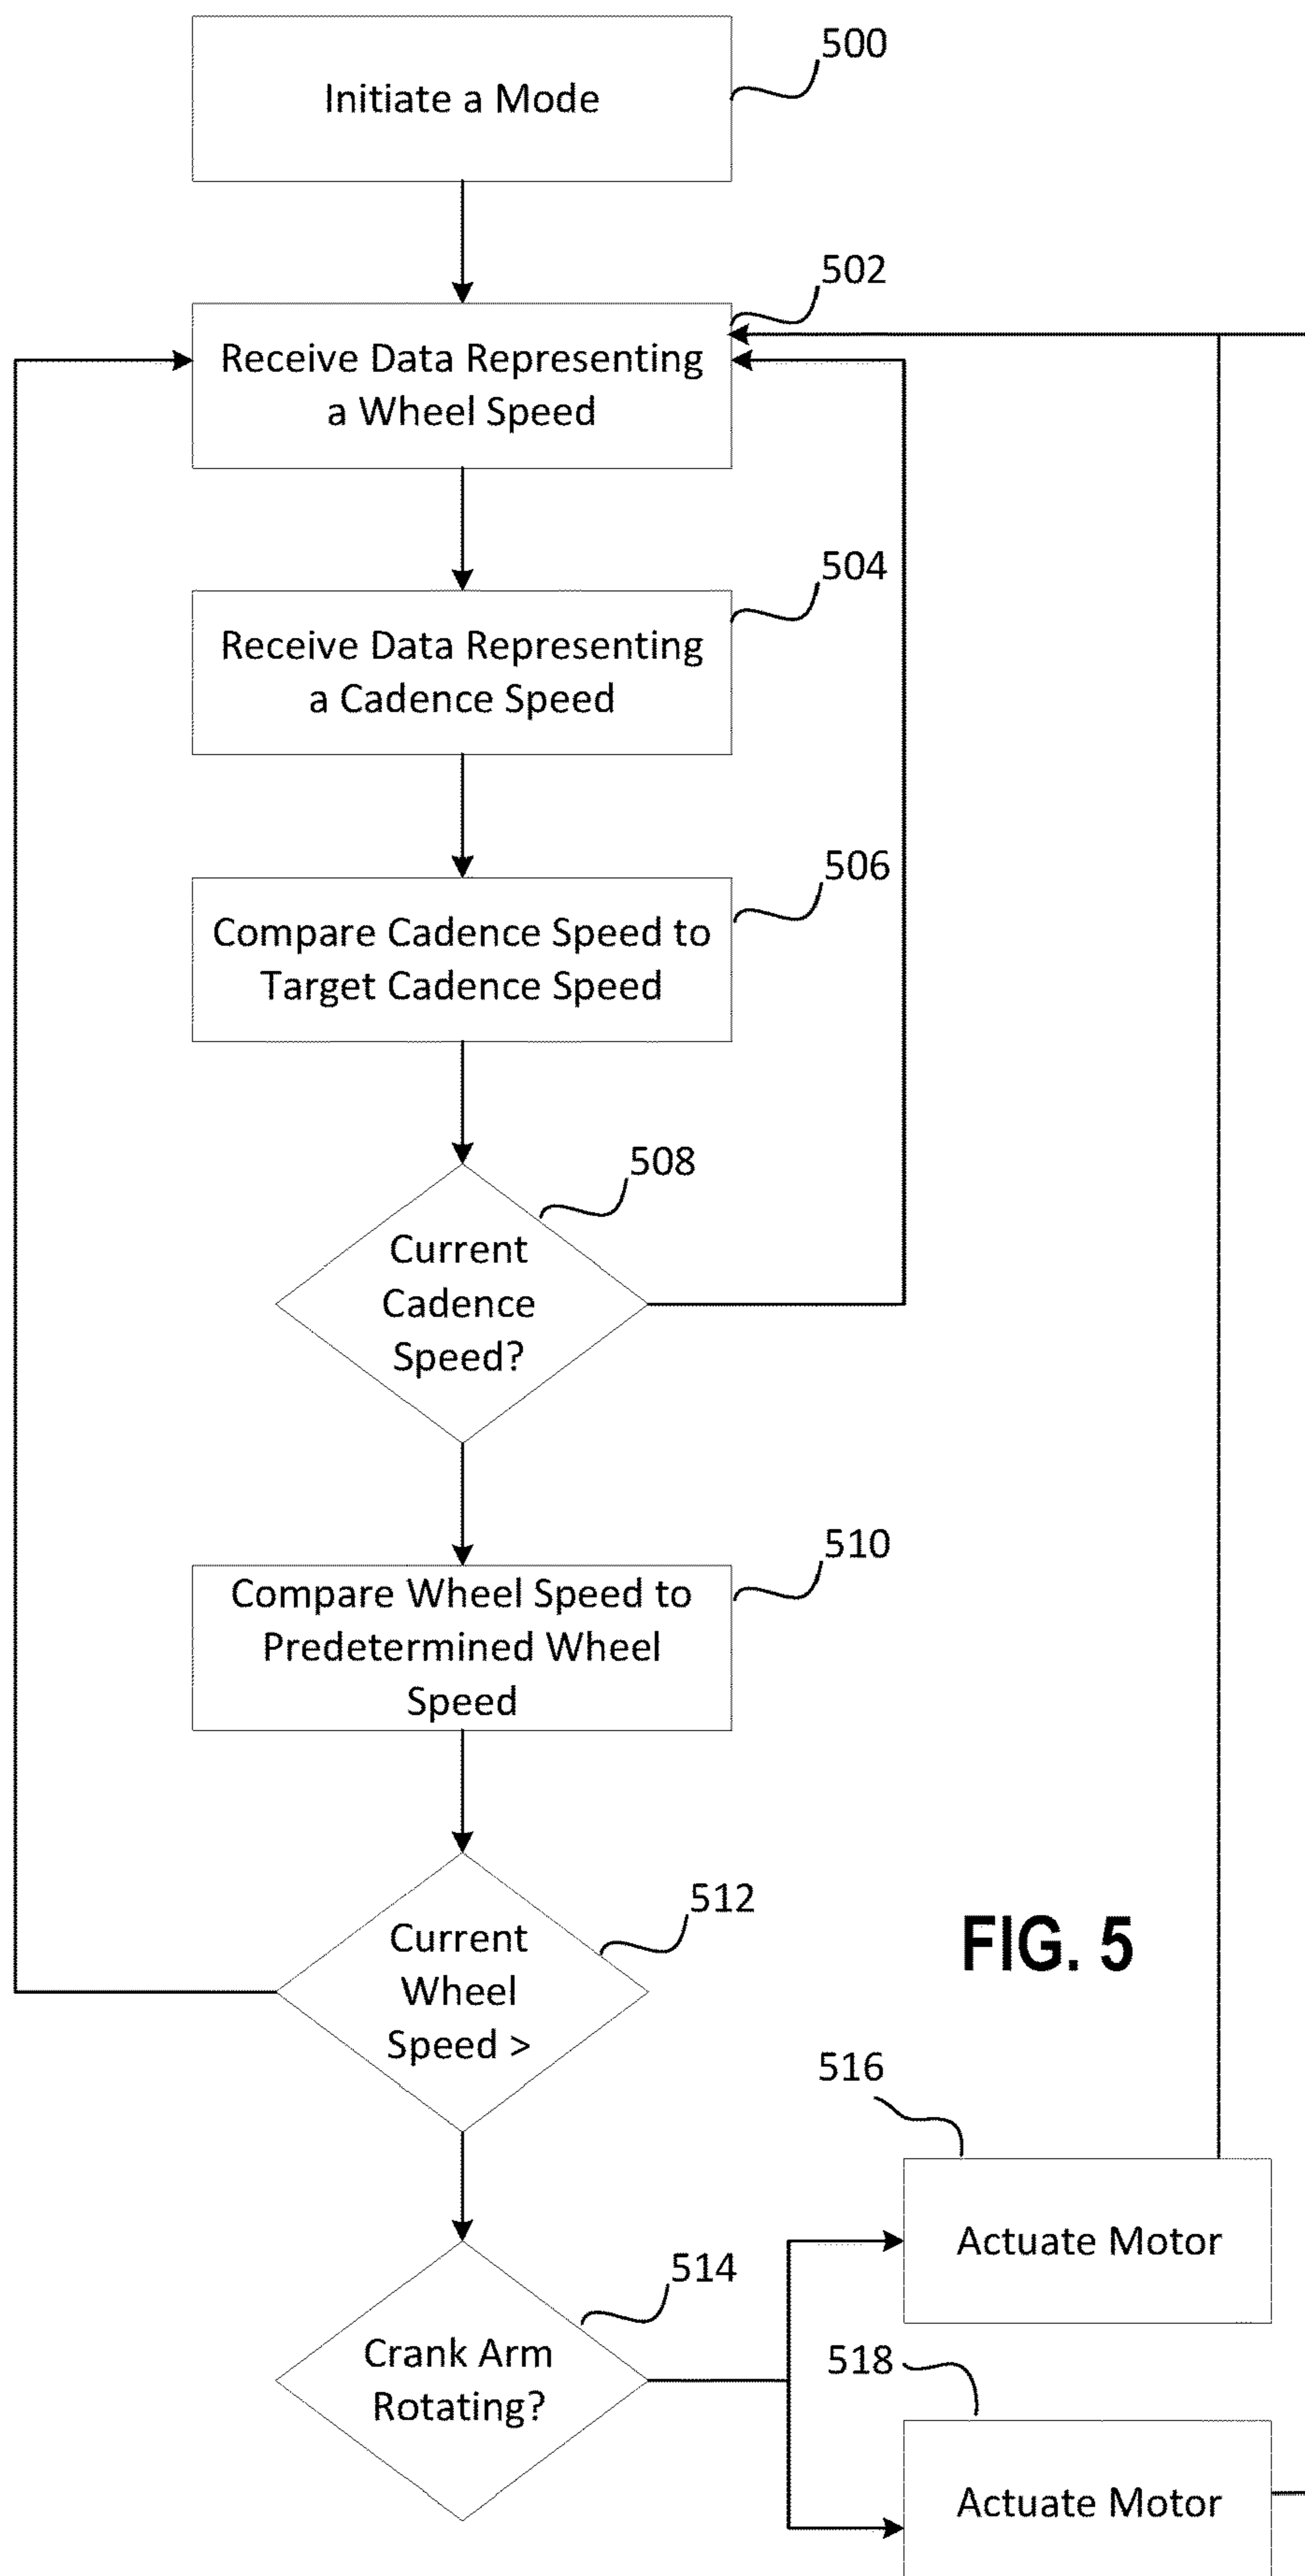 500
Initiate a Mode
502
Receive Data Representing
a Wheel Speed
504
Receive Data Representing
a Cadence Speed
506
Compare Cadence Speed to
Target Cadence Speed
508
Current
Cadence
Speed?
510
Compare Wheel Speed to
Predetermined Wheel
Speed
512
Current
Wheel
Speed >
FIG. 5
514
Crank Arm
Rotating?
516
Actuate Motor
518
Actuate Motor